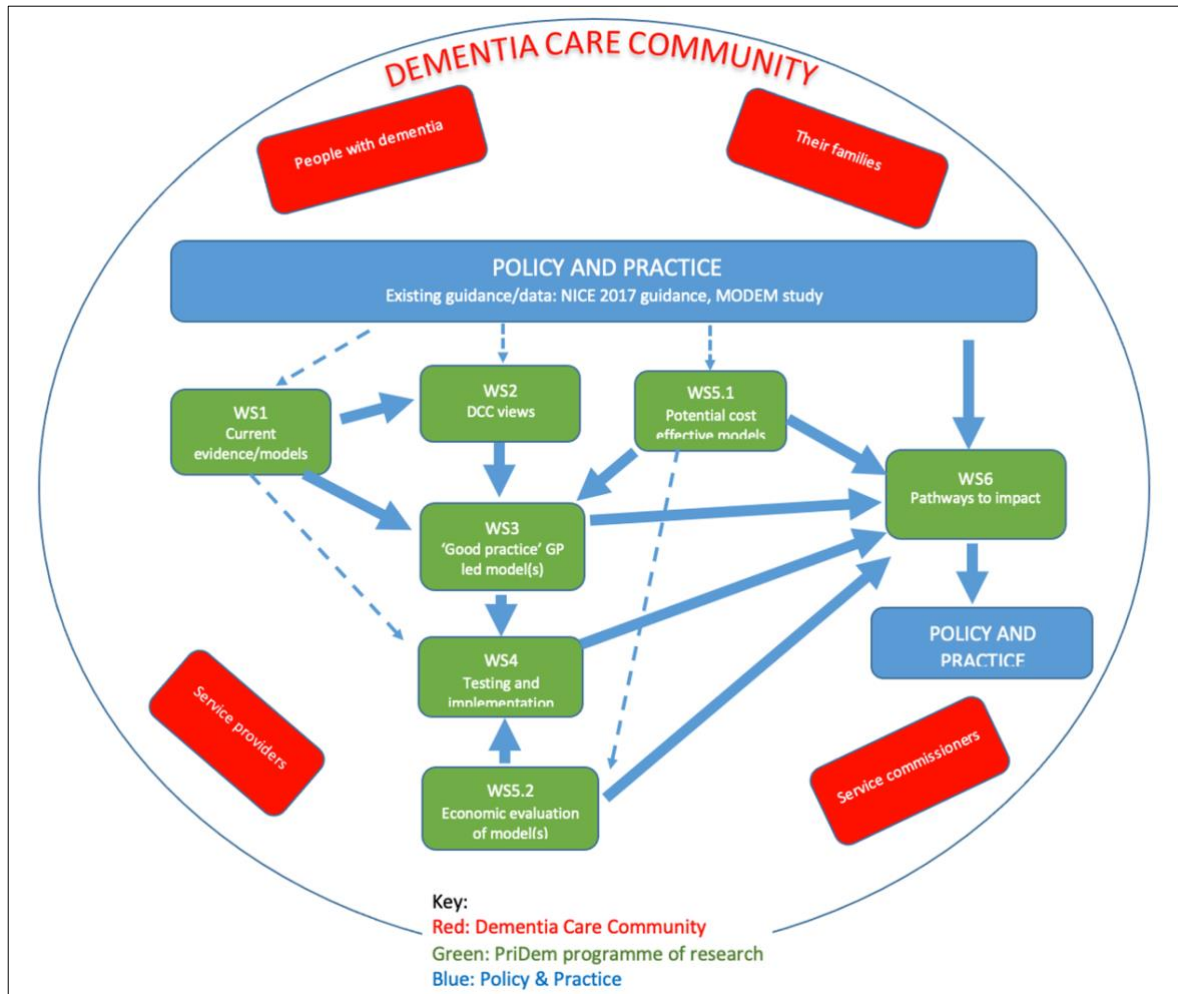 DEMENTIA CARE COMMUNITY
People with dementia
Their families
POLICY AND PRACTICE
Existing guidance/data: NICE 2017 guidance, MODEM study
WS1
Current
evidence/models
WS2
DCC views
WS5.1
Potential cost
effective models
WS6
Pathways to impact
WS3
‘Good practice’ GP
led model(s)
WS4
Testing and
implementation
POLICY AND
PRACTICE
Service providers
WS5.2
Economic evaluation
of model(s)
Service commissioners
Key:
Red: Dementia Care Community
Green: PriDem programme of research
Blue: Policy & Practice